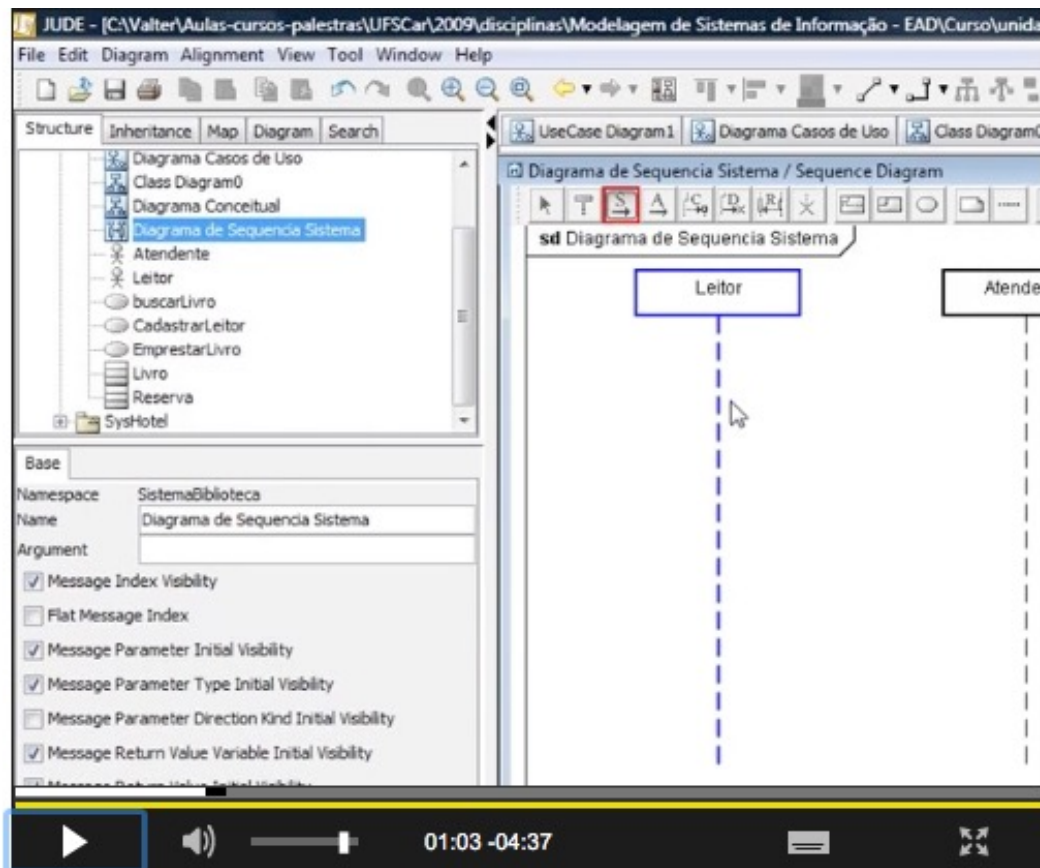 JUDE - [C:\Valter\Aulas-cursos-palestras\UFSCar\2009\disciplinas\Modelagem de Sistemas de Informação - EAD\Curso\unida
File Edit Diagram Alignment View Tool Window Help
Structure Inheritance Map Diagram Search
UseCase Diagram1 Diagrama Casos de Uso Class Diagram0
Diagrama Casos de Uso
Class Diagram0
Diagrama Conceitual
Diagrama de Sequencia Sistema
Atendente
Leitor
buscarLivro
CadastrarLeitor
EmprestarLivro
Livro
Reserva
SysHotel
Diagrama de Sequencia Sistema / Sequence Diagram
S A C D R
sd Diagrama de Sequencia Sistema
Leitor
Atende
Base
Namespace SistemaBiblioteca
Name Diagrama de Sequencia Sistema
Argument
Message Index Visibility
Flat Message Index
Message Parameter Initial Visibility
Message Parameter Type Initial Visibility
Message Parameter Direction Kind Initial Visibility
Message Return Value Variable Initial Visibility
01:03 -04:37